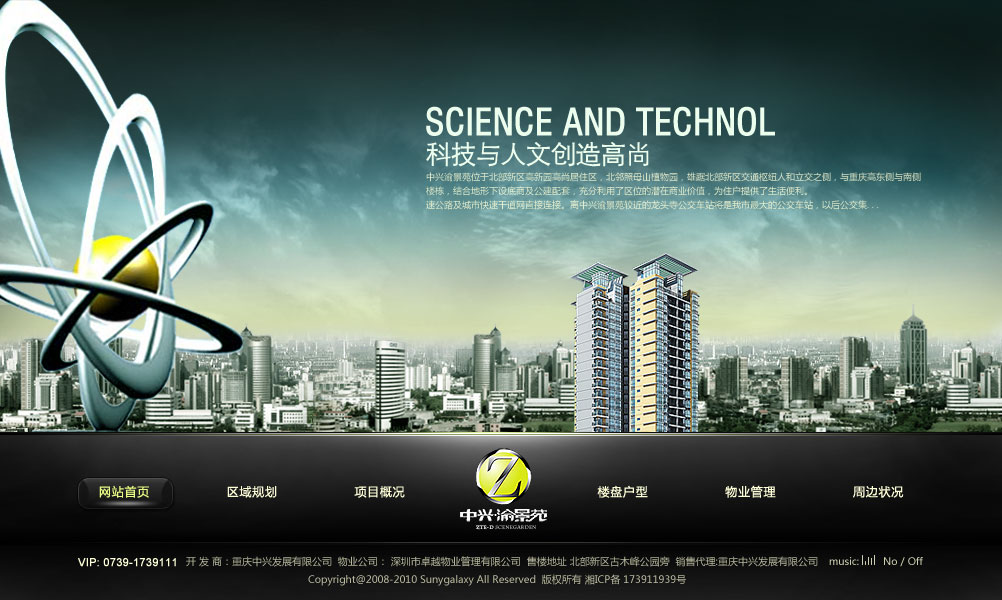 SCIENCE AND TECHNOL
科技与人文创造高尚
中兴渝景苑位于北部新区高新园高尚居住区，北邻照母山植物园，雄踞北部新区交通枢纽人和立交之侧，与重庆高东侧与南侧
楼栋，结合地形下设底商及公建配套，充分利用了区位的潜在商业价值，为住户提供了生活便利。
速公路及城市快速干道网直接连接。离中兴渝景苑较近的龙头寺公交车站将是我市最大的公交车站，以后公交集...
网站首页 区域规划 项目概况 楼盘户型 物业管理 周边状况
Z
中兴·渝景苑
ZTE-D SCENEGARDEN
VIP: 0739-1739111 开 发 商：重庆中兴发展有限公司 物业公司： 深圳市卓越物业管理有限公司 售楼地址 北部新区古木峰公园旁 销售代理:重庆中兴发展有限公司 music: No / Off
Copyright@2008-2010 Sunygalaxy All Reserved 版权所有 湘ICP备 173911939号